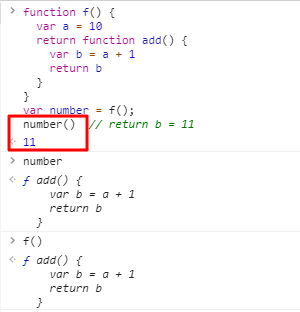 > function f() {
    var a = 10
    return function add() {
      var b = a + 1
      return b
    }
  }
  var number = f();
  number() // return b = 11
< 11
> number
< ƒ add() {
      var b = a + 1
      return b
    }
> f()
< ƒ add() {
      var b = a + 1
      return b
    }